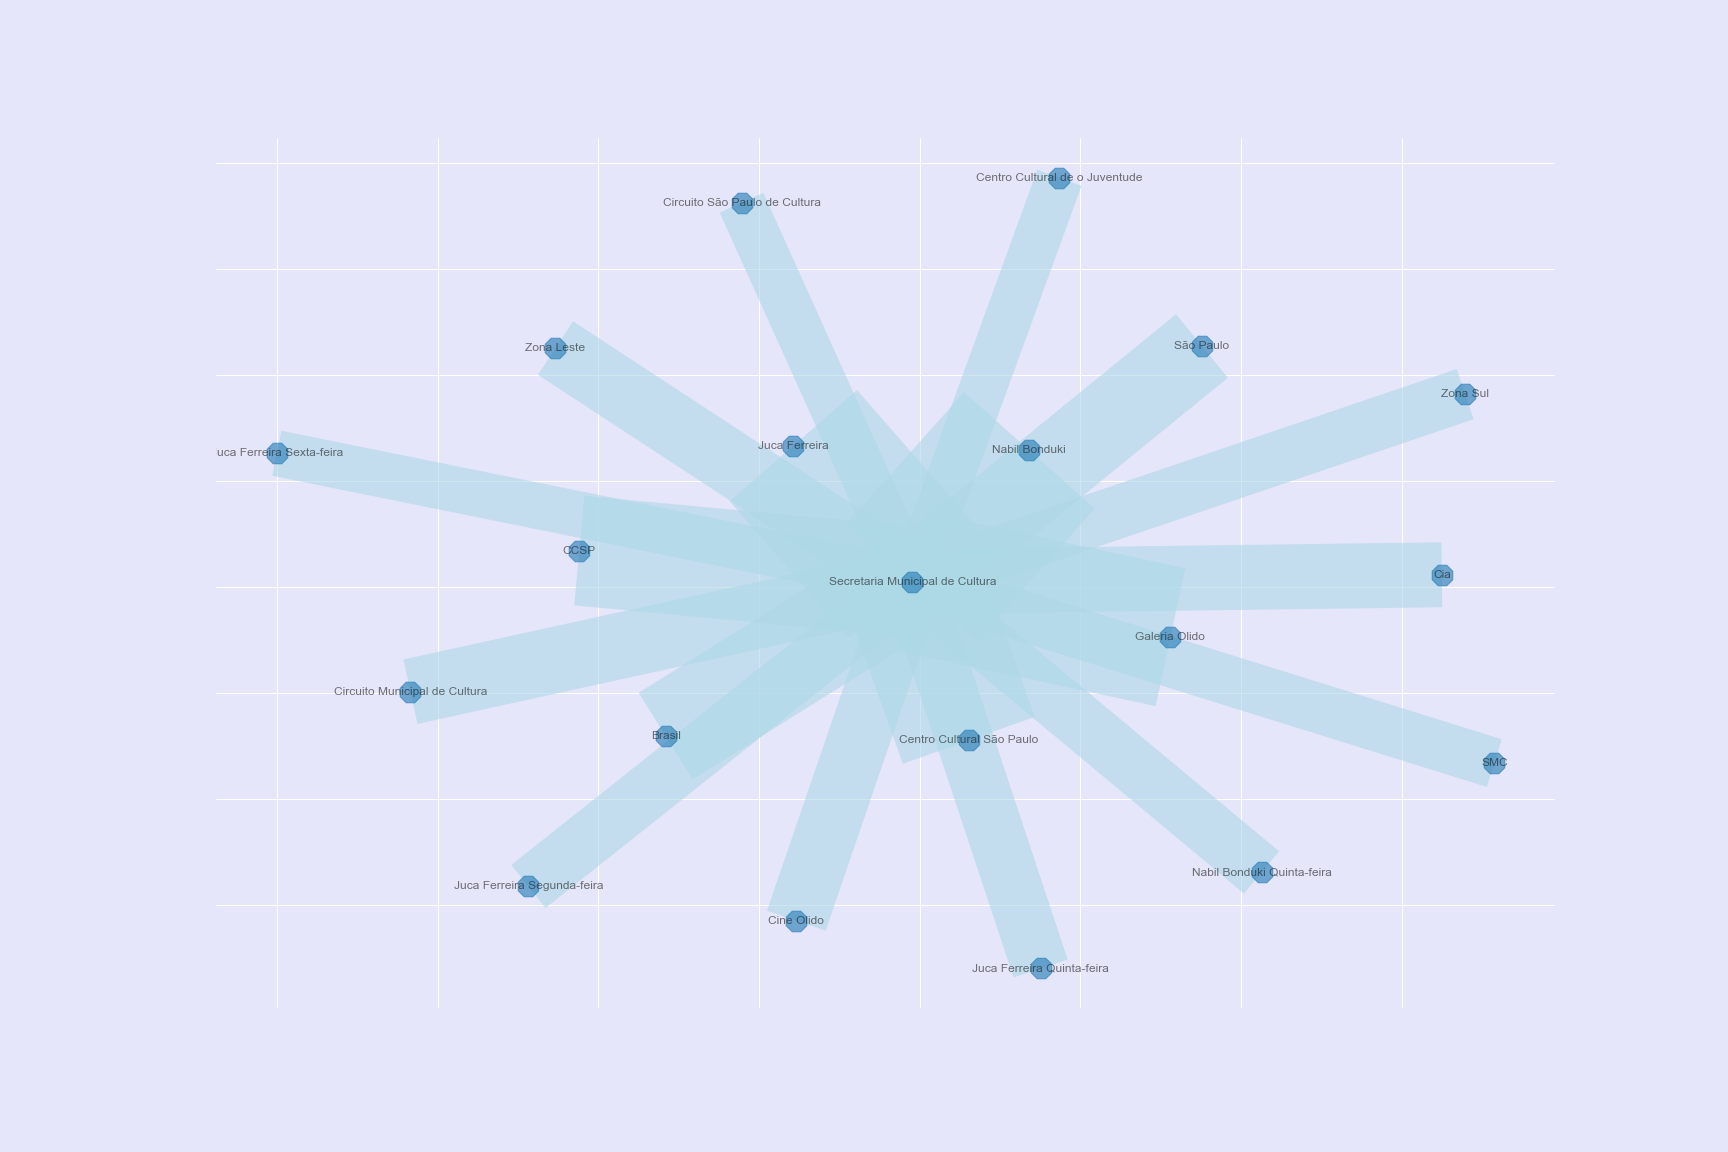 Centro Cultural de o Juventude
Circuito São Paulo de Cultura
São Paulo
Zona Leste
Zona Sul
Juca Ferreira
Nabil Bonduki
uca Ferreira Sexta-feira
CCSP
Cia
Secretaria Municipal de Cultura
Galeria Olido
Circuito Municipal de Cultura
Brasil
Centro Cultural São Paulo
SMC
Nabil Bonduki Quinta-feira
Juca Ferreira Segunda-feira
Cine Olido
Juca Ferreira Quinta-feira